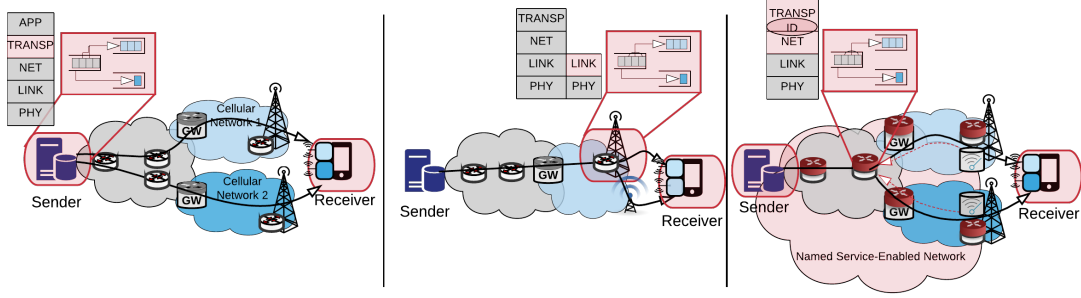 APP
TRANSP
NET
LINK
PHY
Cellular
Network 1
GW
Cellular
Network 2
GW
Sender
Receiver
TRANSP
NET
LINK
LINK
PHY
PHY
GW
Sender
Receiver
TRANSP
ID
NET
LINK
PHY
GW
GW
Sender
Receiver
Named Service-Enabled Network